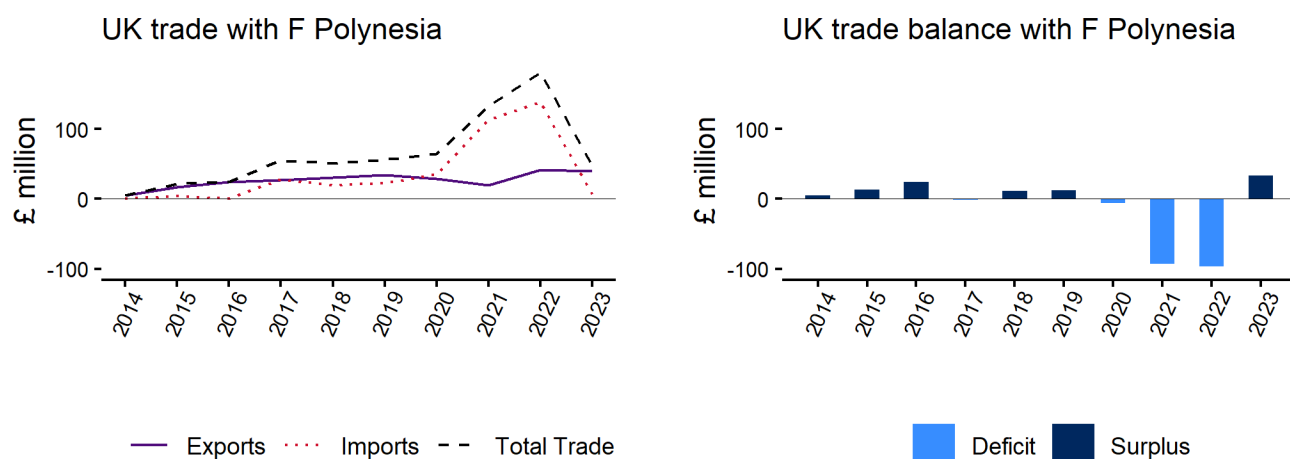 UK trade with F Polynesia
£ million
100
0
-100
2014 2015 2016 2017 2018 2019 2020 2021 2022 2023
Exports Imports Total Trade
UK trade balance with F Polynesia
£ million
100
0
-100
2014 2015 2016 2017 2018 2019 2020 2021 2022 2023
Deficit Surplus